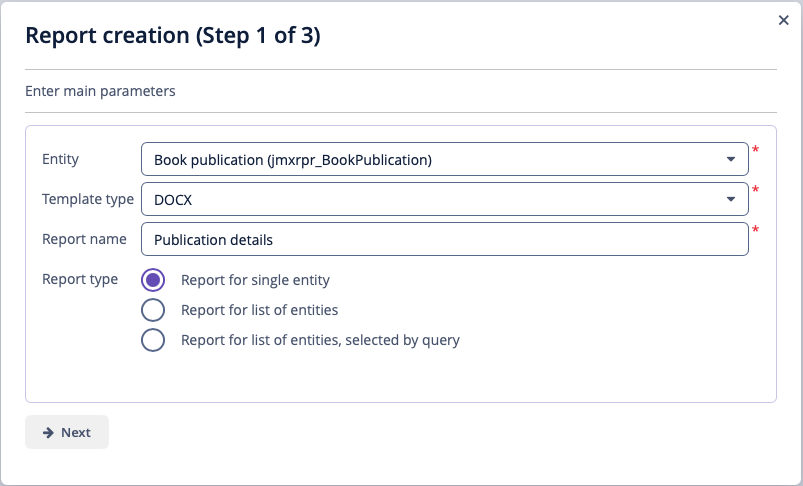 Report creation (Step 1 of 3)
Enter main parameters
Entity Book publication (jmxrpr_BookPublication) *
Template type DOCX *
Report name Publication details *
Report type Report for single entity
Report for list of entities
Report for list of entities, selected by query
Next